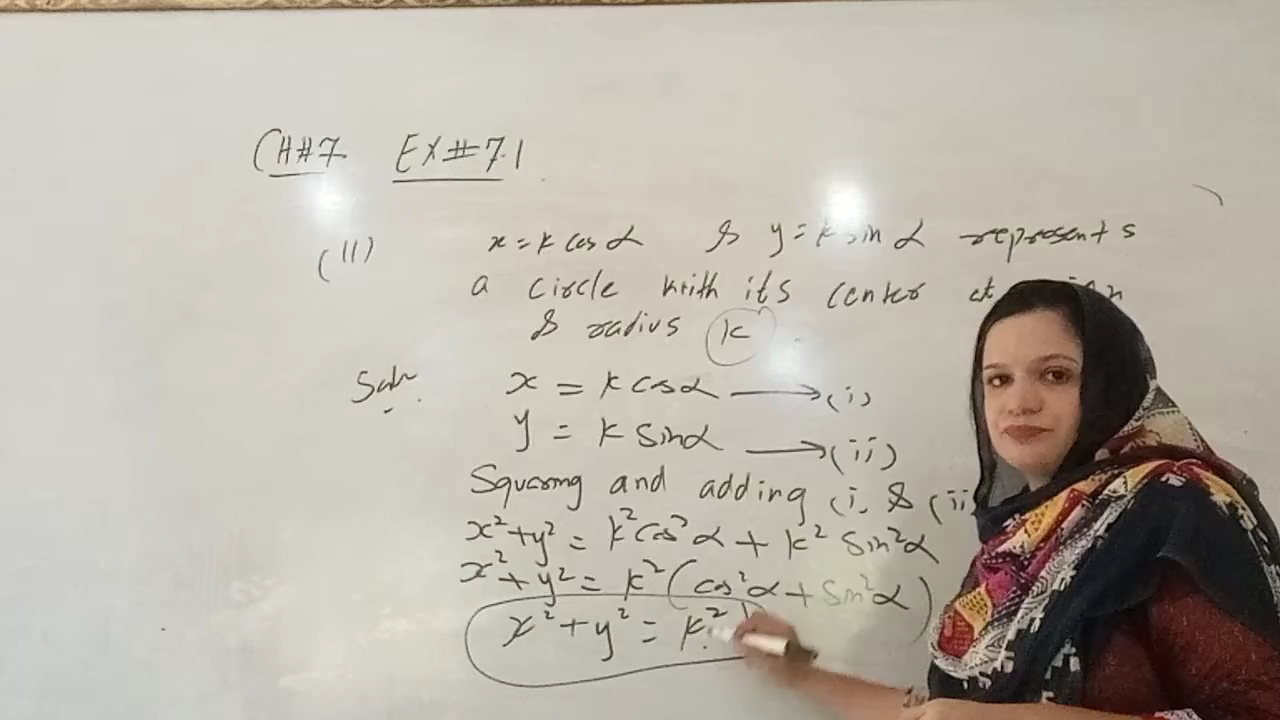 CH#7 EX#7.1
(11) x = k cos α & y = k sin α represents
a circle with its center at
& radius k
Soln.
x = k cos α ⟶ (i)
y = k sin α ⟶ (ii)
Squaring and adding (i & (ii
x² + y² = k² cos² α + k² Sin² α
x² + y² = k² (cos² α + Sin² α)
x² + y² = k²